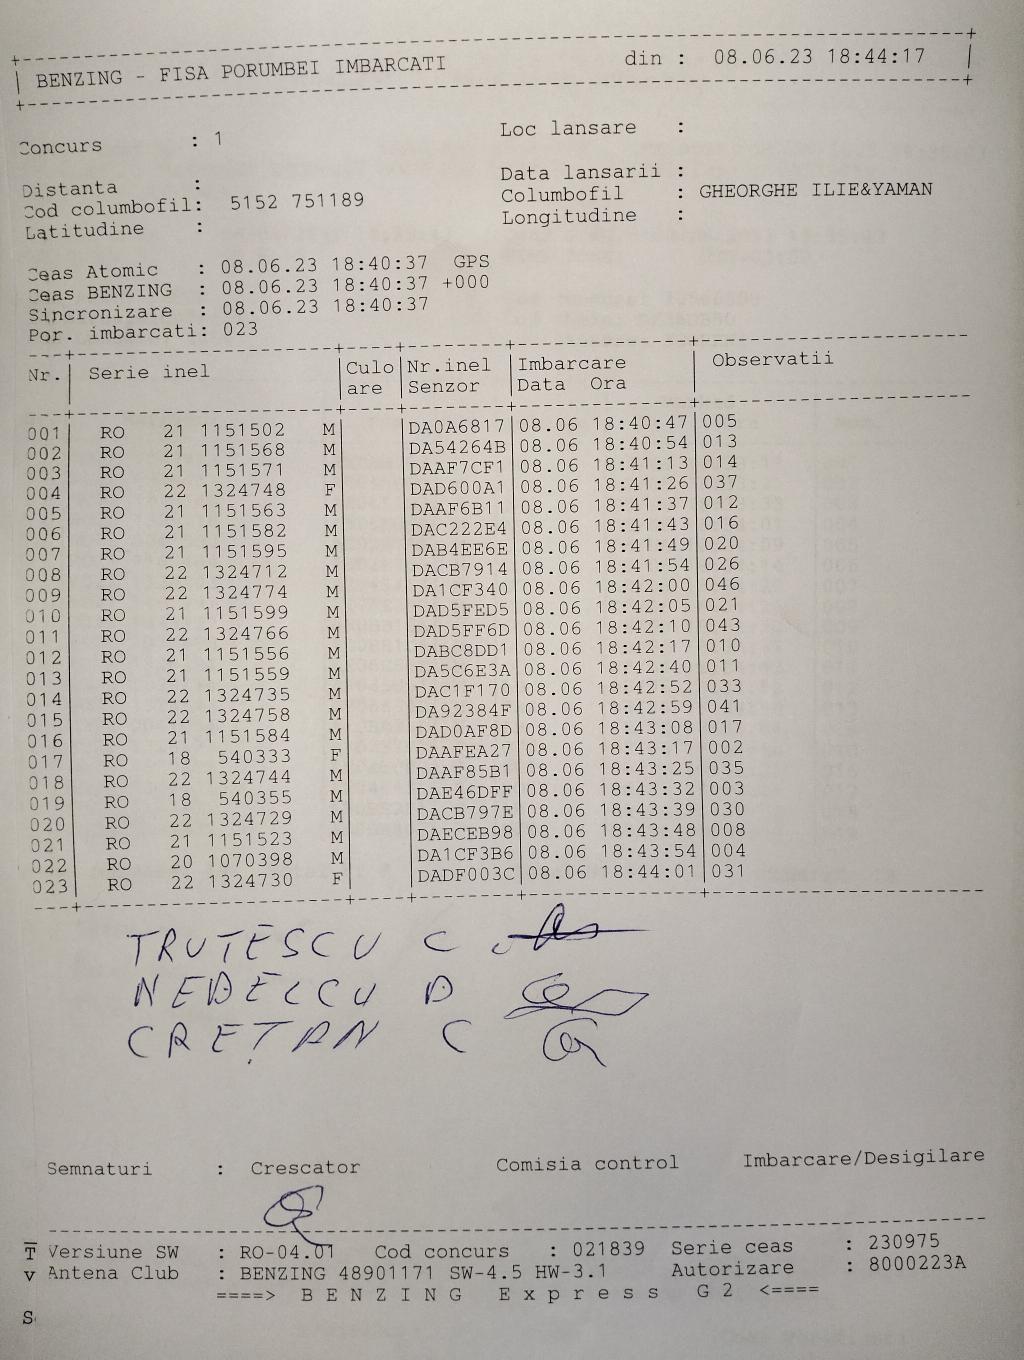 BENZING - FISA PORUMBEI IMBARCATI din : 08.06.23 18:44:17
Concurs : 1 Loc lansare :
Data lansarii :
Distanta :
Cod columbofil: 5152 751189 Columbofil : GHEORGHE ILIE&YAMAN
Latitudine : Longitudine :
Ceas Atomic : 08.06.23 18:40:37 GPS
Ceas BENZING : 08.06.23 18:40:37 +000
Sincronizare : 08.06.23 18:40:37
Por. imbarcati: 023
Nr. Serie inel Culo Nr.inel Imbarcare Observatii
are Senzor Data Ora
001 RO 21 1151502 M DA0A6817 08.06 18:40:47 005
002 RO 21 1151568 M DA54264B 08.06 18:40:54 013
003 RO 21 1151571 M DAAF7CF1 08.06 18:41:13 014
004 RO 22 1324748 F DAD600A1 08.06 18:41:26 037
005 RO 21 1151563 M DAAF6B11 08.06 18:41:37 012
006 RO 21 1151582 M DAC222E4 08.06 18:41:43 016
007 RO 21 1151595 M DAB4EE6E 08.06 18:41:49 020
008 RO 22 1324712 M DACB7914 08.06 18:41:54 026
009 RO 22 1324774 M DA1CF340 08.06 18:42:00 046
010 RO 21 1151599 M DAD5FED5 08.06 18:42:05 021
011 RO 22 1324766 M DAD5FF6D 08.06 18:42:10 043
012 RO 21 1151556 M DABC8DD1 08.06 18:42:17 010
013 RO 21 1151559 M DA5C6E3A 08.06 18:42:40 011
014 RO 22 1324735 M DAC1F170 08.06 18:42:52 033
015 RO 22 1324758 M DA92384F 08.06 18:42:59 041
016 RO 21 1151584 M DAD0AF8D 08.06 18:43:08 017
017 RO 18 540333 F DAAFEA27 08.06 18:43:17 002
018 RO 22 1324744 M DAAF85B1 08.06 18:43:25 035
019 RO 18 540355 M DAE46DFF 08.06 18:43:32 003
020 RO 22 1324729 M DACB797E 08.06 18:43:39 030
021 RO 21 1151523 M DAECEB98 08.06 18:43:48 008
022 RO 20 1070398 M DA1CF3B6 08.06 18:43:54 004
023 RO 22 1324730 F DADF003C 08.06 18:44:01 031
TRUTESCU C
NEDELCU D
CREȚAN C
Semnaturi : Crescator Comisia control Imbarcare/Desigilare
T Versiune SW : RO-04.01 Cod concurs : 021839 Serie ceas : 230975
v Antena Club : BENZING 48901171 SW-4.5 HW-3.1 Autorizare : 8000223A
====> B E N Z I N G E x p r e s s G 2 <====